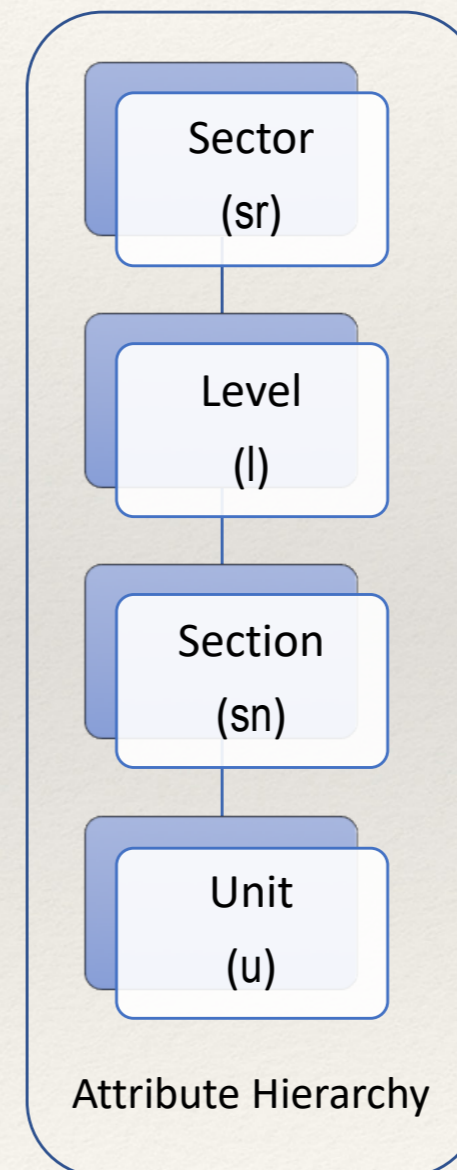 Sector
(sr)
Level
(l)
Section
(sn)
Unit
(u)
Attribute Hierarchy